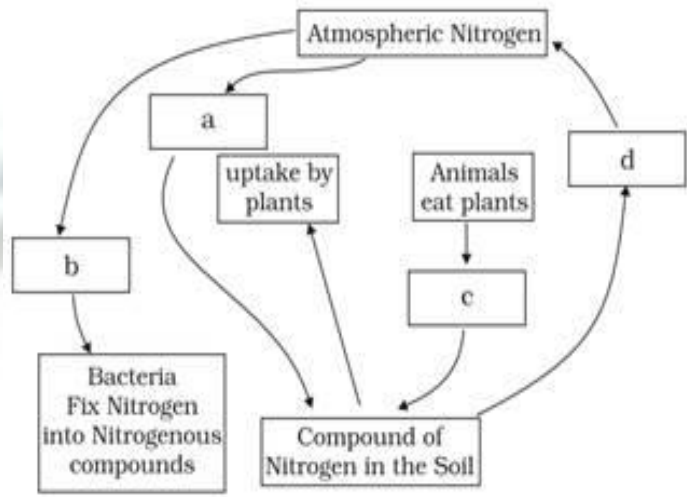 Atmospheric Nitrogen
a
uptake by
plants
Animals
eat plants
d
b
c
Bacteria
Fix Nitrogen
into Nitrogenous
compounds
Compound of
Nitrogen in the Soil